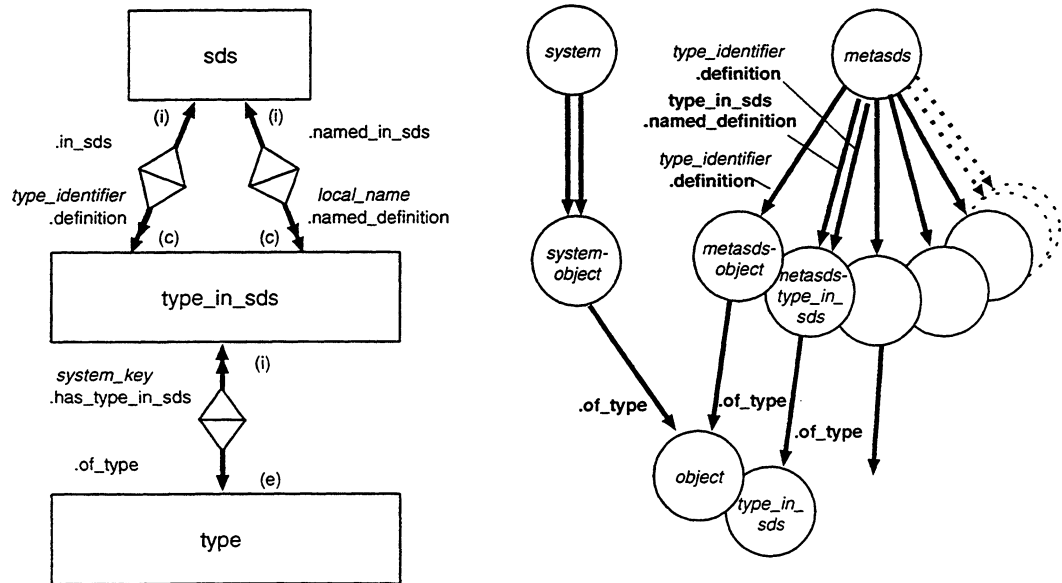 sds
(i)
(i)
.in_sds
.named_in_sds
type_identifier
.definition
local_name
.named_definition
(c)
(c)
type_in_sds
(i)
system_key
.has_type_in_sds
.of_type
(e)
type
system
metasds
type_identifier
.definition
type_in_sds
.named_definition
type_identifier
.definition
system-
object
metasds-
object
netasds-
type_in_
sds
.of_type
.of_type
.of_type
object
type_in_
sds